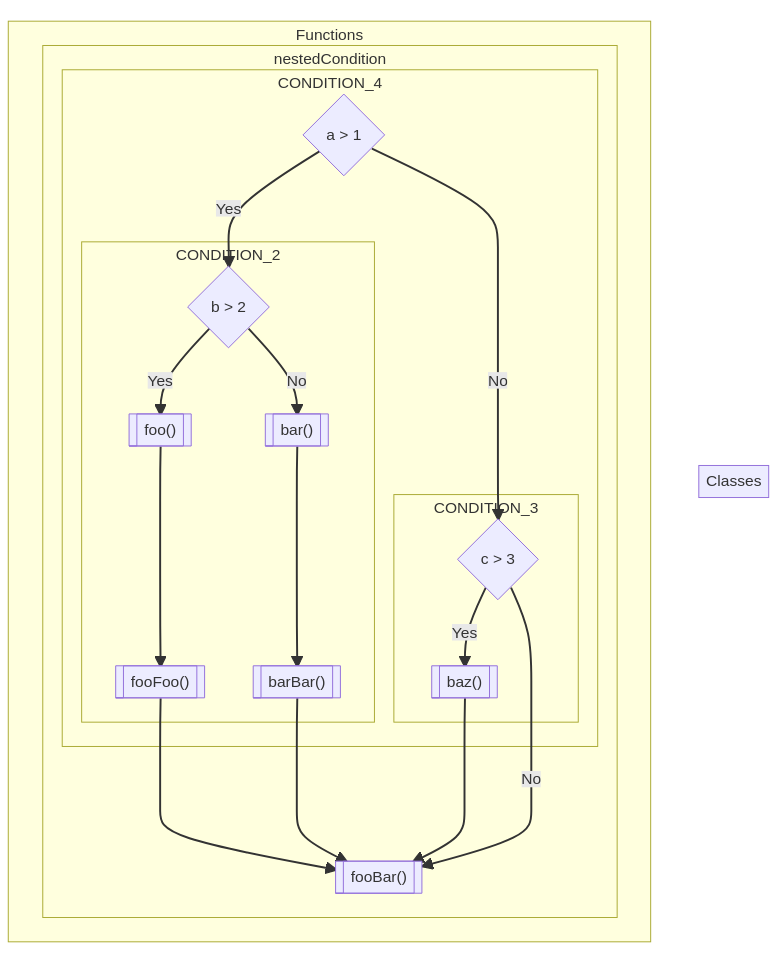 Functions
nestedCondition
CONDITION_4
a > 1
Yes
CONDITION_2
b > 2
Yes
No
No
foo()
bar()
Classes
CONDITION_3
c > 3
Yes
fooFoo()
barBar()
baz()
No
fooBar()